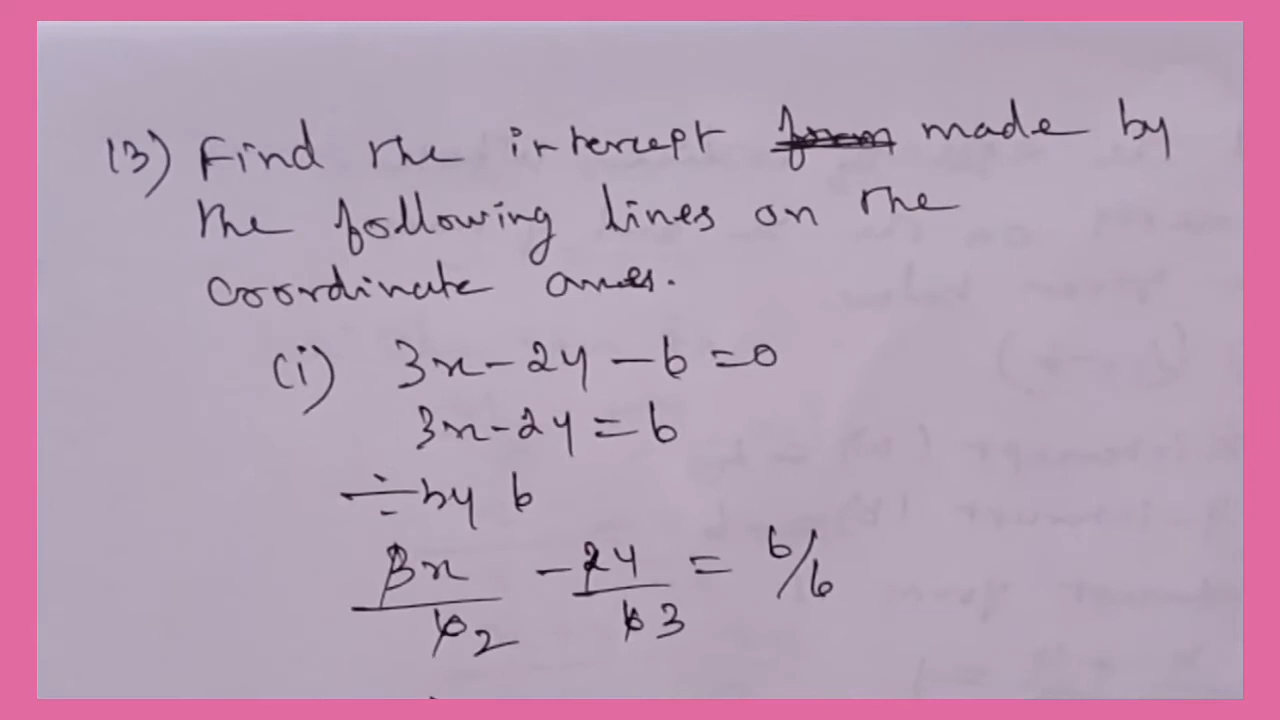 13) Find the intercept made by
the following lines on the
coordinate axes.
(i) 3x - 2y - 6 = 0
3x - 2y = 6
÷ by 6
3x/6 2 - 2y/6 3 = 6/6